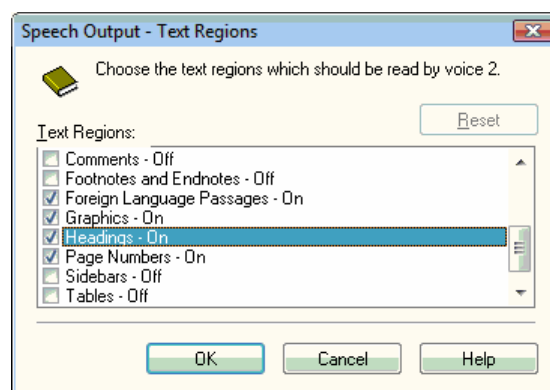 Speech Output - Text Regions
Choose the text regions which should be read by voice 2.
Reset
Text Regions:
Comments - Off
Footnotes and Endnotes - Off
Foreign Language Passages - On
Graphics - On
Headings - On
Page Numbers - On
Sidebars - Off
Tables - Off
OK Cancel Help